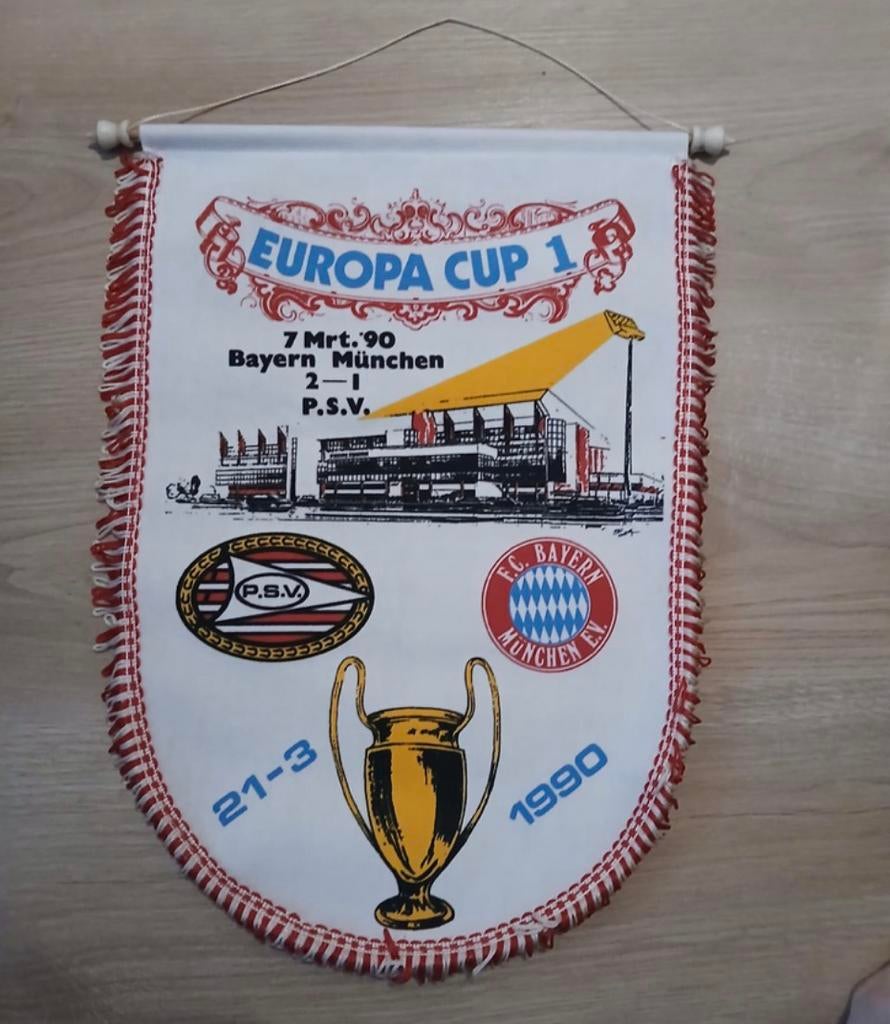 EUROPA CUP 1
7 Mrt.'90
Bayern München
2—1
P.S.V.
P.S.V.
F.C. BAYERN
MÜNCHEN E.V.
21-3
1990